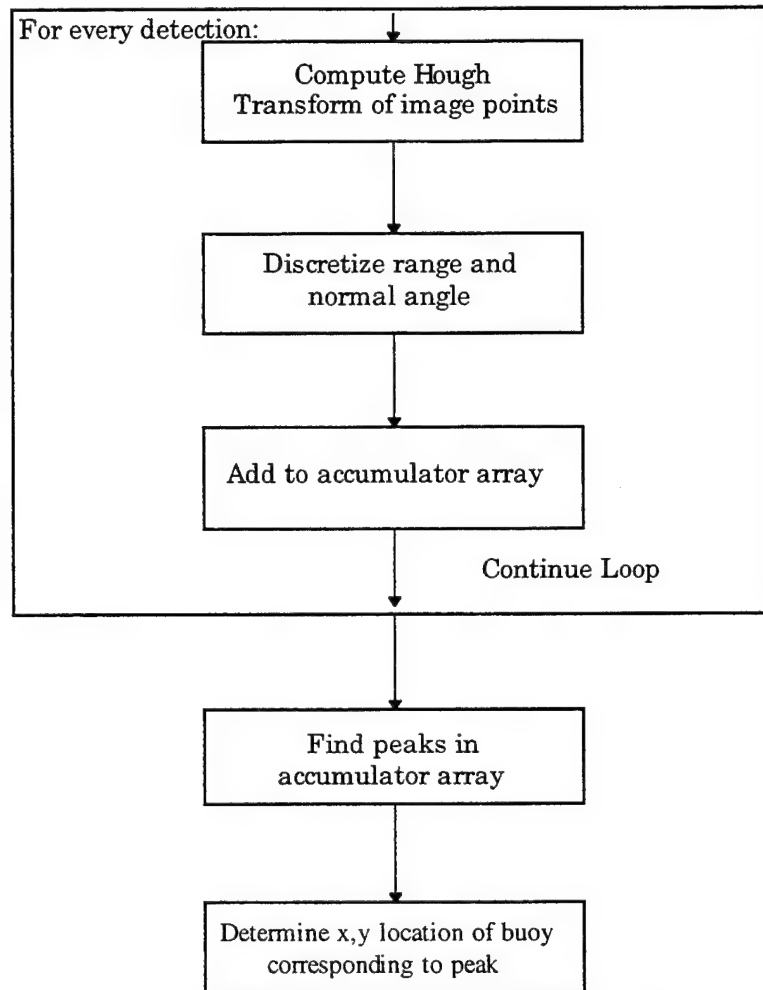 For every detection:
Compute Hough
Transform of image points
Discretize range and
normal angle
Add to accumulator array
Continue Loop
Find peaks in
accumulator array
Determine x,y location of buoy
corresponding to peak